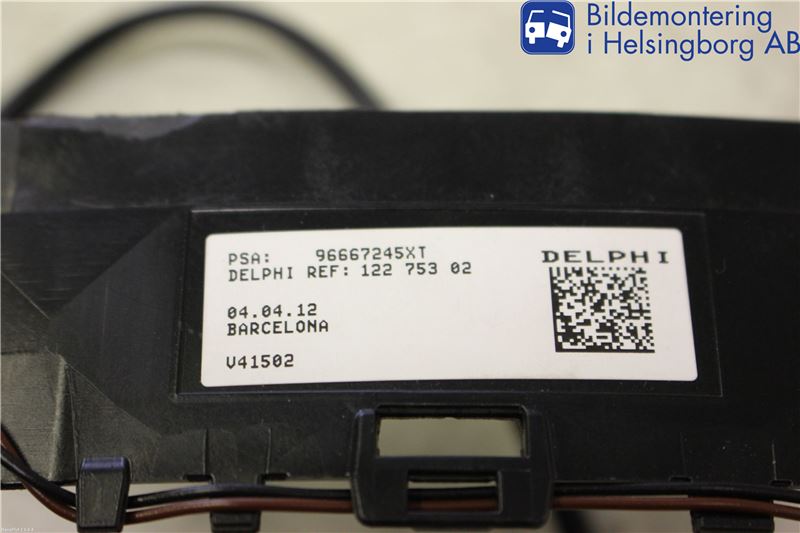 Bildemontering
i Helsingborg AB
PSA: 96667245XT
DELPHI REF: 122 753 02
DELPHI
04.04.12
BARCELONA
V41502